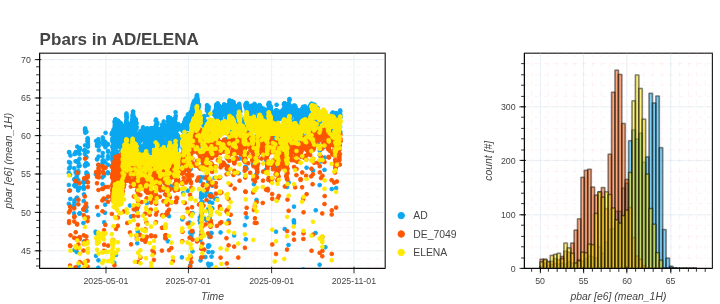 Pbars in AD/ELENA
pbar [e6] (mean_1H)
70
65
60
55
50
45
2025-05-01
2025-07-01
2025-09-01
2025-11-01
Time
AD
DE_7049
ELENA
count [#]
300
200
100
0
50
55
60
65
pbar [e6] (mean_1H)